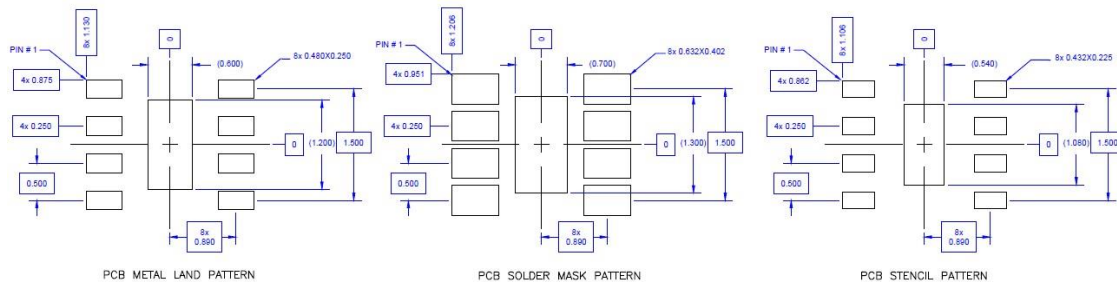 8x 1.130
0
PIN # 1
(0.600)
8x 0.480X0.250
4x 0.875
4x 0.250
0
(1.200)
1.500
0.500
8x
0.890
PCB METAL LAND PATTERN
8x 1.206
0
PIN # 1
(0.700)
8x 0.632X0.402
4x 0.951
4x 0.250
0
(1.300)
1.500
0.500
8x
0.890
PCB SOLDER MASK PATTERN
8x 1.106
0
PIN # 1
(0.540)
8x 0.432X0.225
4x 0.862
4x 0.250
0
(1.080)
1.500
0.500
8x
0.890
PCB STENCIL PATTERN